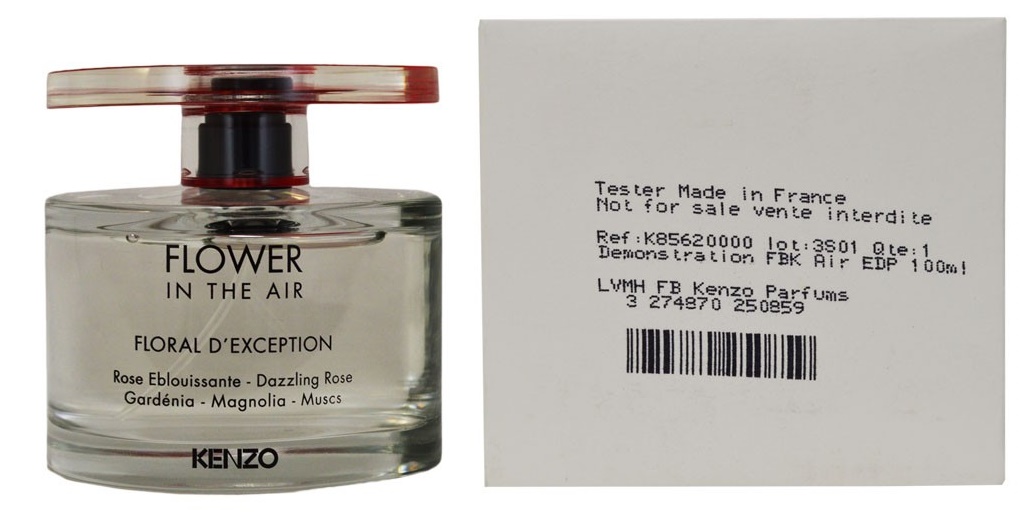 FLOWER
IN THE AIR
FLORAL D'EXCEPTION
Rose Eblouissante - Dazzling Rose
Gardénia - Magnolia - Muscs
KENZO
Tester Made in France
Not for sale vente interdite
Ref:K85620000 lot:3S01 Qte:1
Demonstration FBK Air EDP 100ml
LVMH FB Kenzo Parfums
3 274870 250859